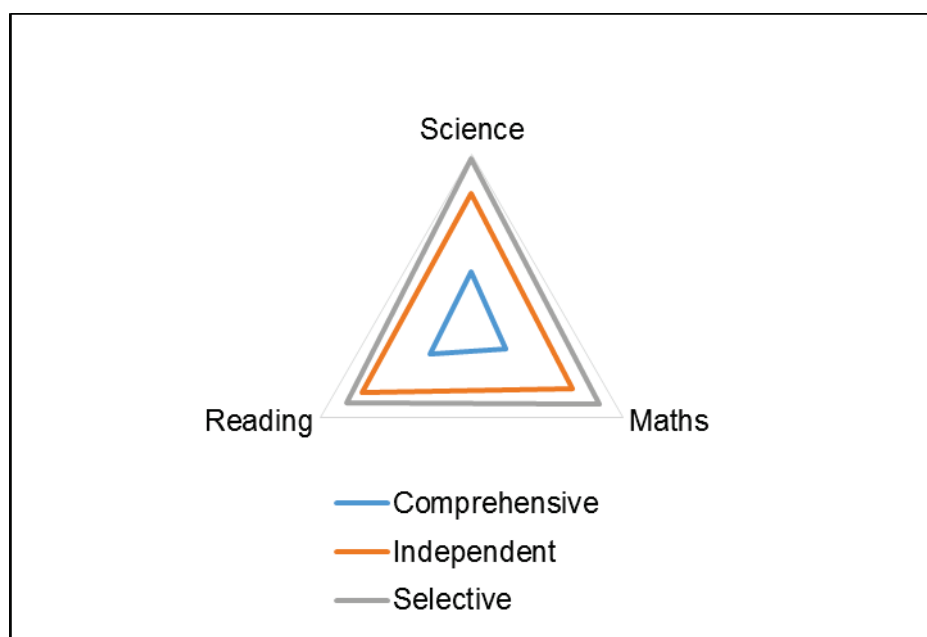 Science
Reading
Maths
Comprehensive
Independent
Selective